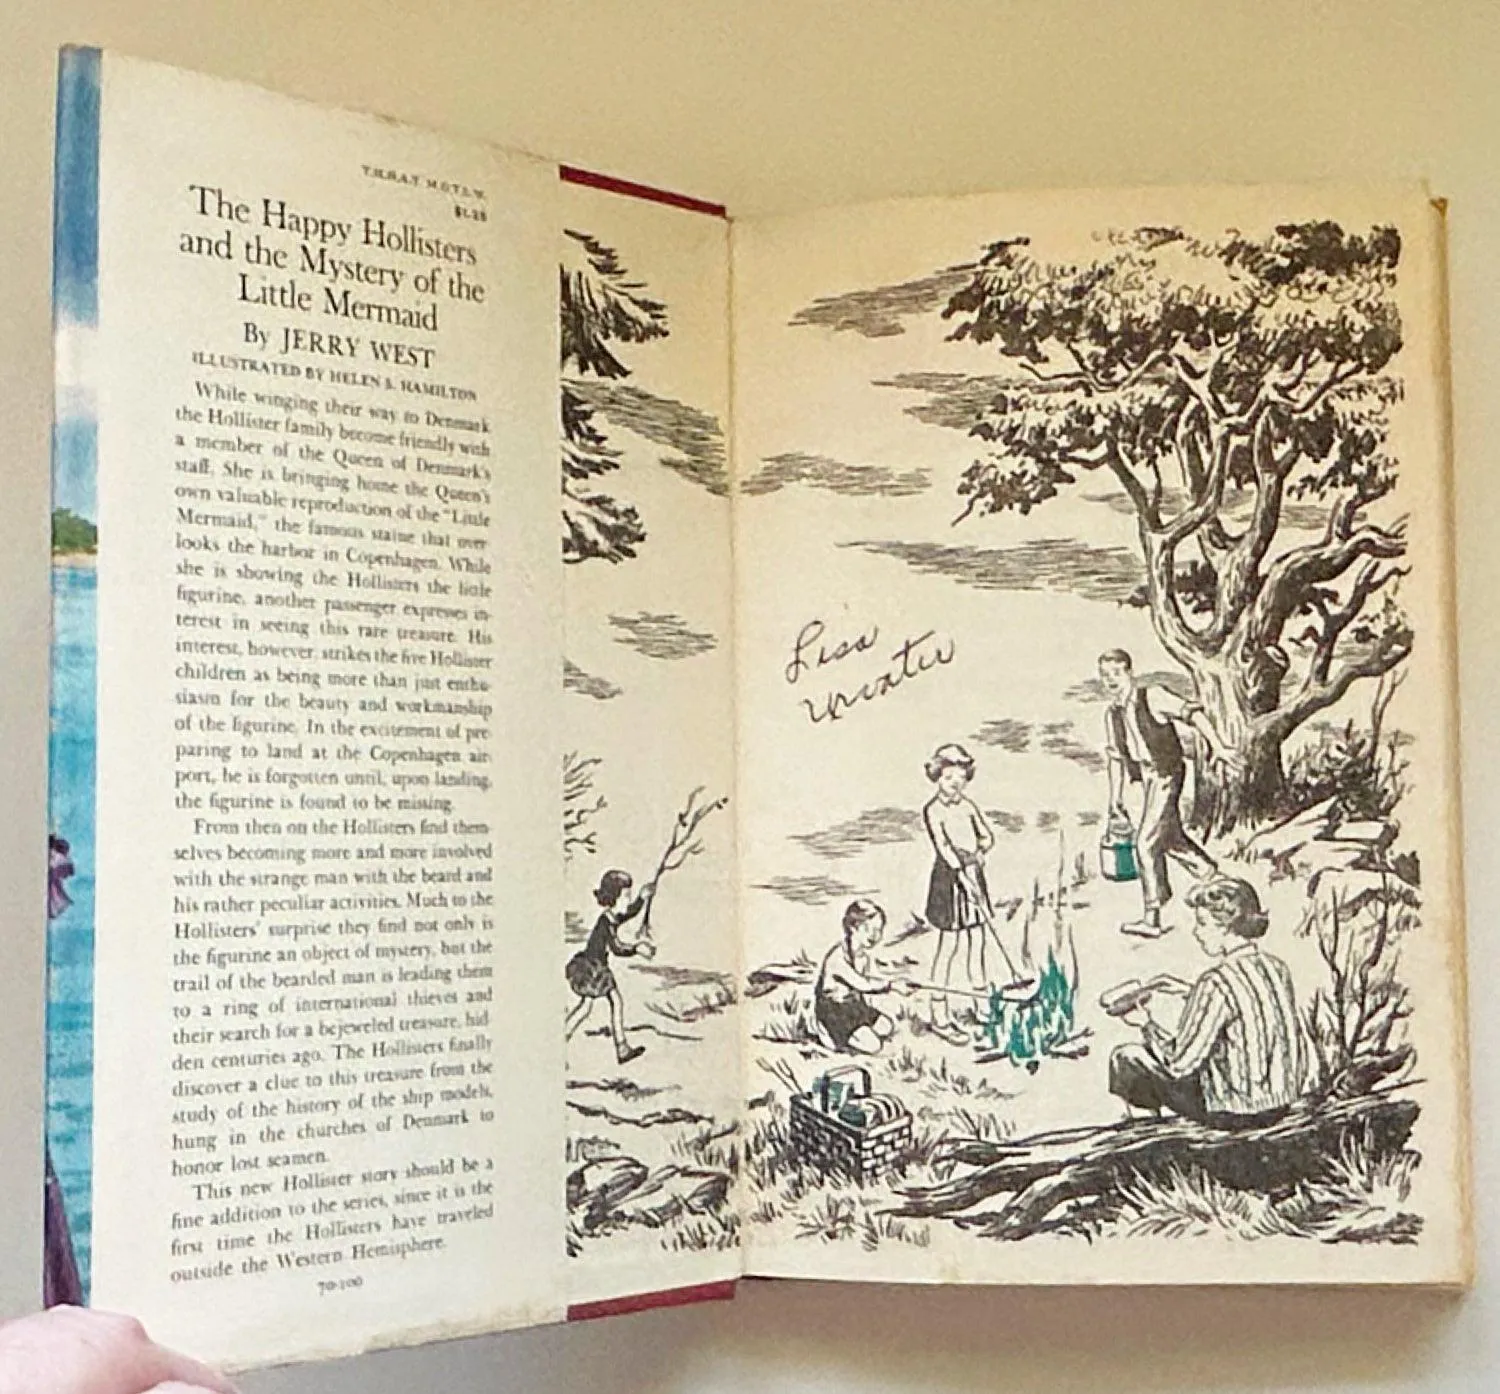 T.H.H.A.T. M.O.T.L.W.
$1.25
The Happy Hollisters
and the Mystery of the
Little Mermaid
By JERRY WEST
ILLUSTRATED BY HELEN S. HAMILTON
While winging their way to Denmark
the Hollister family become friendly with
a member of the Queen of Denmark's
staff. She is bringing home the Queen's
own valuable reproduction of the "Little
Mermaid," the famous statue that over-
looks the harbor in Copenhagen. While
she is showing the Hollisters the little
figurine, another passenger expresses in-
terest in seeing this rare treasure. His
interest, however, strikes the five Hollister
children as being more than just enthu-
siasm for the beauty and workmanship
of the figurine. In the excitement of pre-
paring to land at the Copenhagen air-
port, he is forgotten until, upon landing,
the figurine is found to be missing.
From then on the Hollisters find them-
selves becoming more and more involved
with the strange man with the beard and
his rather peculiar activities. Much to the
Hollisters' surprise they find not only is
the figurine an object of mystery, but the
trail of the bearded man is leading them
to a ring of international thieves and
their search for a bejeweled treasure, hid-
den centuries ago. The Hollisters finally
discover a clue to this treasure from the
study of the history of the ship models,
hung in the churches of Denmark to
honor lost seamen.
This new Hollister story should be a
fine addition to the series, since it is the
first time the Hollisters have traveled
outside the Western Hemisphere.
70-100
Lisa